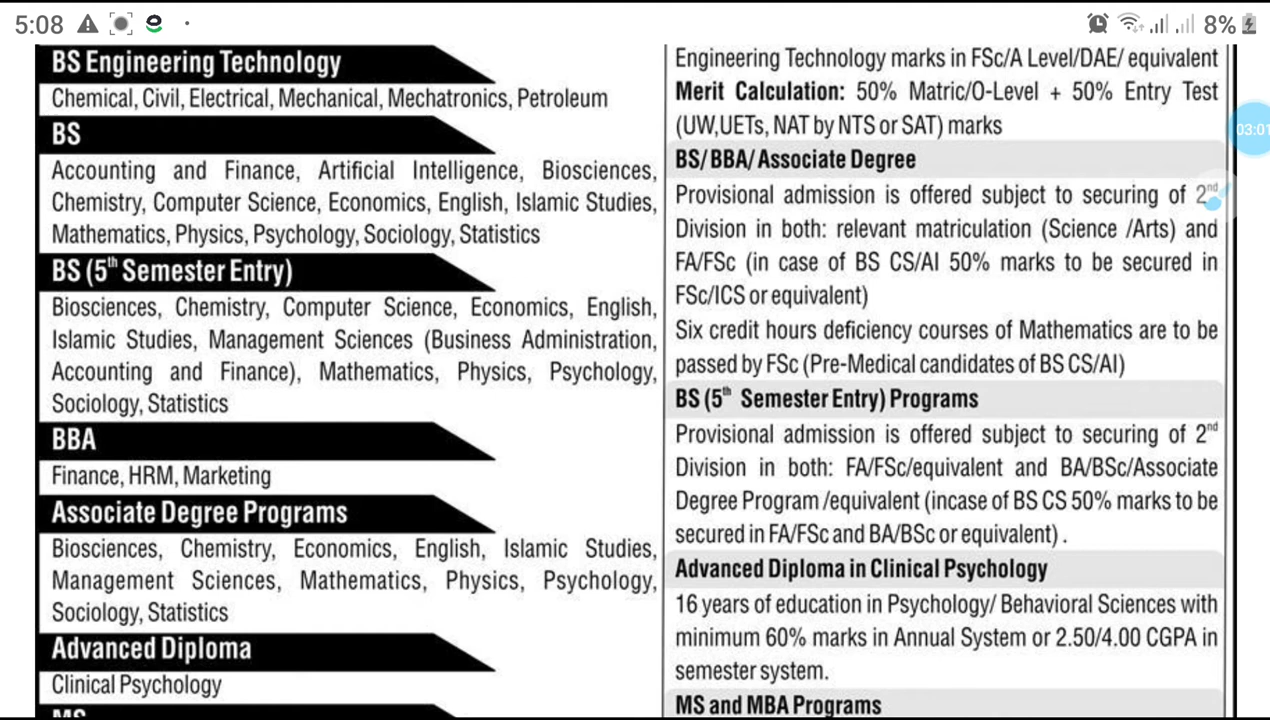 5:08
8%
BS Engineering Technology
Chemical, Civil, Electrical, Mechanical, Mechatronics, Petroleum
BS
Accounting and Finance, Artificial Intelligence, Biosciences,
Chemistry, Computer Science, Economics, English, Islamic Studies,
Mathematics, Physics, Psychology, Sociology, Statistics
BS (5th Semester Entry)
Biosciences, Chemistry, Computer Science, Economics, English,
Islamic Studies, Management Sciences (Business Administration,
Accounting and Finance), Mathematics, Physics, Psychology,
Sociology, Statistics
BBA
Finance, HRM, Marketing
Associate Degree Programs
Biosciences, Chemistry, Economics, English, Islamic Studies,
Management Sciences, Mathematics, Physics, Psychology,
Sociology, Statistics
Advanced Diploma
Clinical Psychology
MS
Engineering Technology marks in FSc/A Level/DAE/ equivalent
Merit Calculation: 50% Matric/O-Level + 50% Entry Test
(UW,UETs, NAT by NTS or SAT) marks
03:01
BS/BBA/Associate Degree
Provisional admission is offered subject to securing of 2nd
Division in both: relevant matriculation (Science /Arts) and
FA/FSc (in case of BS CS/AI 50% marks to be secured in
FSc/ICS or equivalent)
Six credit hours deficiency courses of Mathematics are to be
passed by FSc (Pre-Medical candidates of BS CS/AI)
BS (5th Semester Entry) Programs
Provisional admission is offered subject to securing of 2nd
Division in both: FA/FSc/equivalent and BA/BSc/Associate
Degree Program /equivalent (incase of BS CS 50% marks to be
secured in FA/FSc and BA/BSc or equivalent) .
Advanced Diploma in Clinical Psychology
16 years of education in Psychology/ Behavioral Sciences with
minimum 60% marks in Annual System or 2.50/4.00 CGPA in
semester system.
MS and MBA Programs